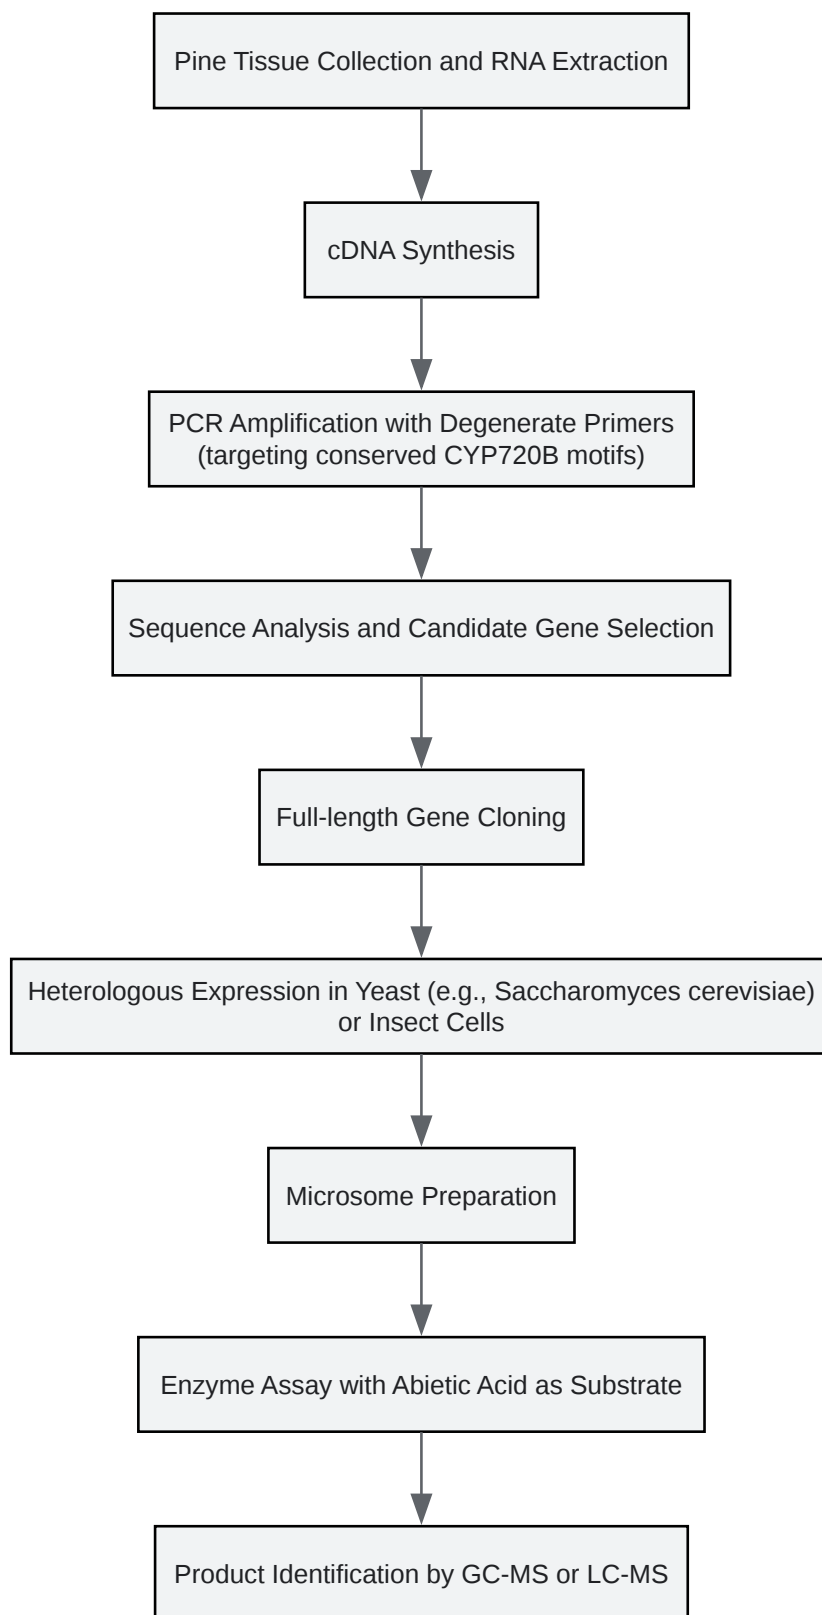 Pine Tissue Collection and RNA Extraction
cDNA Synthesis
PCR Amplification with Degenerate Primers
(targeting conserved CYP720B motifs)
Sequence Analysis and Candidate Gene Selection
Full-length Gene Cloning
Heterologous Expression in Yeast (e.g., Saccharomyces cerevisiae)
or Insect Cells
Microsome Preparation
Enzyme Assay with Abietic Acid as Substrate
Product Identification by GC-MS or LC-MS